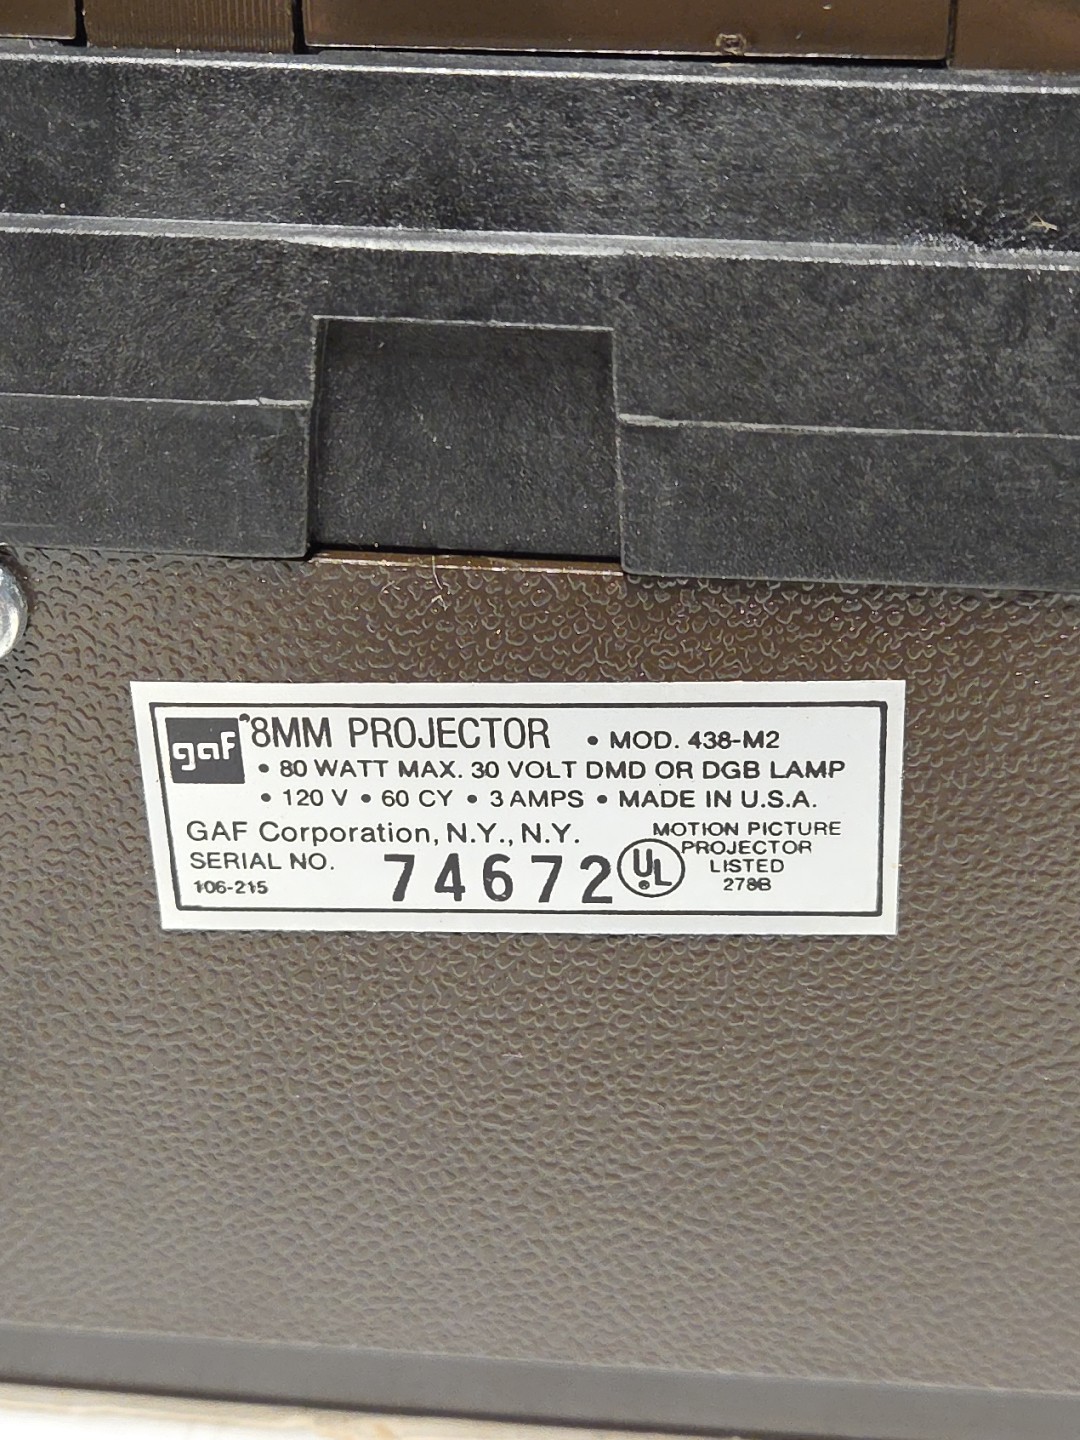 gaf 8MM PROJECTOR • MOD. 438-M2
• 80 WATT MAX. 30 VOLT DMD OR DGB LAMP
• 120 V • 60 CY • 3 AMPS • MADE IN U.S.A.
GAF Corporation, N.Y., N.Y.
SERIAL NO. 74672
106-215
UL
MOTION PICTURE
PROJECTOR
LISTED
278B